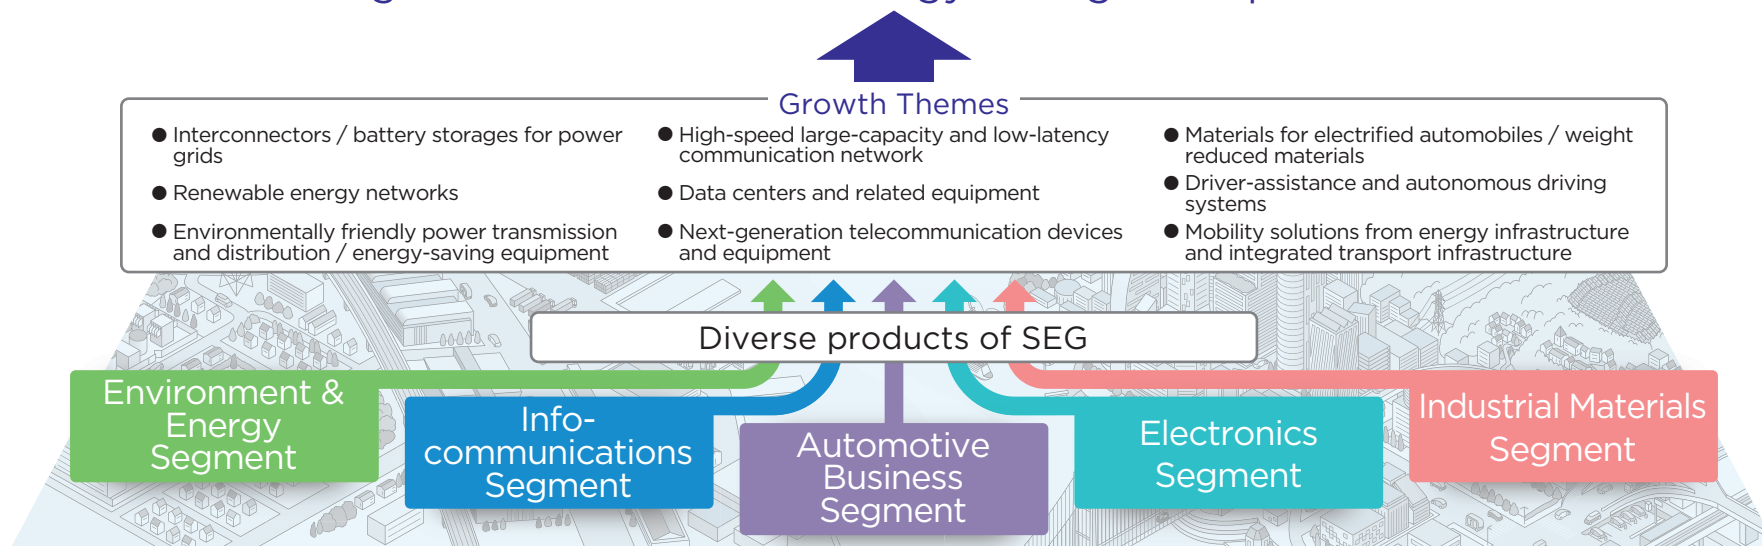 Growth Themes
● Interconnectors / battery storages for power
grids
● Renewable energy networks
● Environmentally friendly power transmission
and distribution / energy-saving equipment
● High-speed large-capacity and low-latency
communication network
● Data centers and related equipment
● Next-generation telecommunication devices
and equipment
● Materials for electrified automobiles / weight
reduced materials
● Driver-assistance and autonomous driving
systems
● Mobility solutions from energy infrastructure
and integrated transport infrastructure
Diverse products of SEG
Environment &
Energy
Segment
Info-
communications
Segment
Automotive
Business
Segment
Electronics
Segment
Industrial Materials
Segment